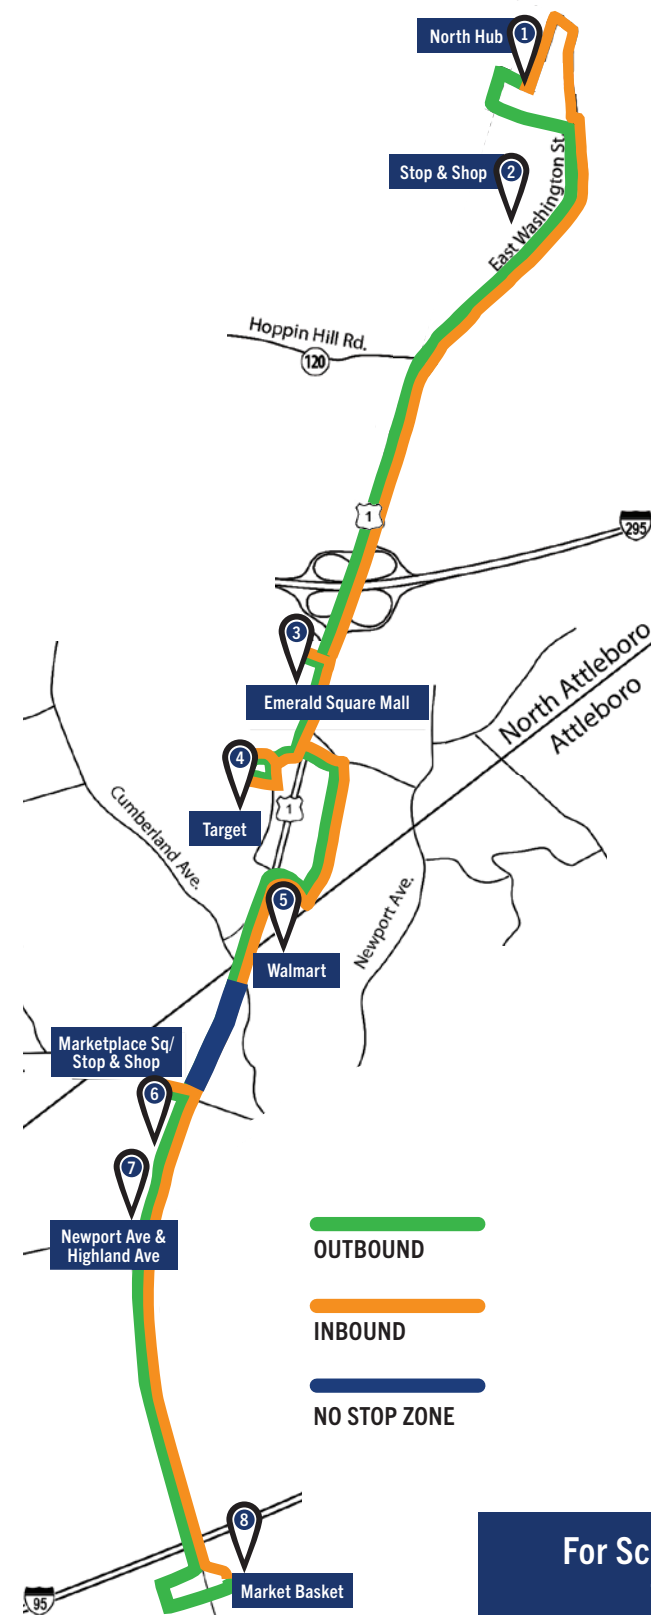 North Hub
1
Stop & Shop
2
East Washington St.
Hoppin Hill Rd.
120
1
295
3
Emerald Square Mall
North Attleboro
Attleboro
4
Target
1
Cumberland Ave.
5
Newport Ave.
Walmart
Marketplace Sq/
Stop & Shop
6
7
Newport Ave &
Highland Ave
OUTBOUND
INBOUND
NO STOP ZONE
8
Market Basket
95
For Sc